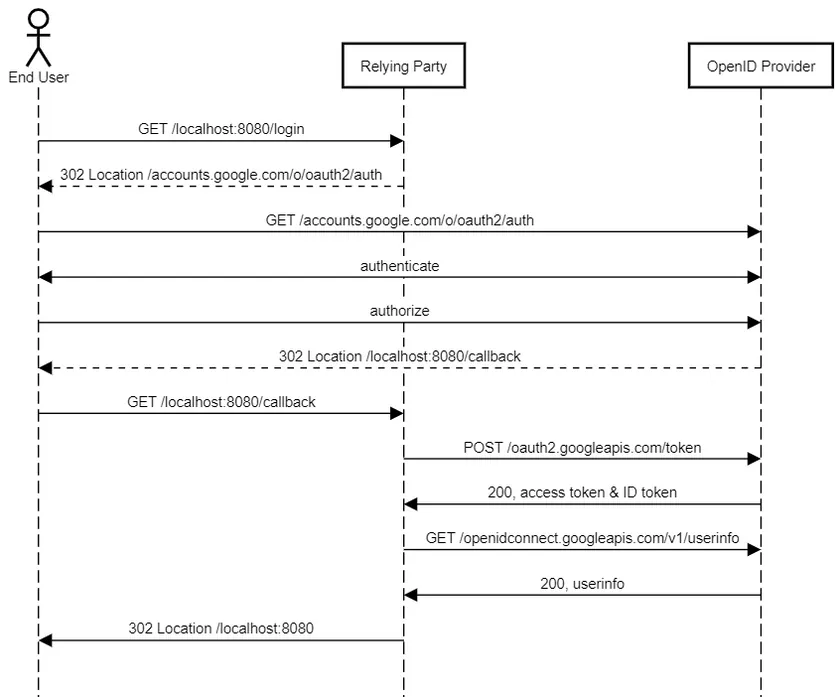 End User
Relying Party
OpenID Provider
GET /localhost:8080/login
302 Location /accounts.google.com/o/oauth2/auth
GET /accounts.google.com/o/oauth2/auth
authenticate
authorize
302 Location /localhost:8080/callback
GET /localhost:8080/callback
POST /oauth2.googleapis.com/token
200, access token & ID token
GET /openidconnect.googleapis.com/v1/userinfo
200, userinfo
302 Location /localhost:8080